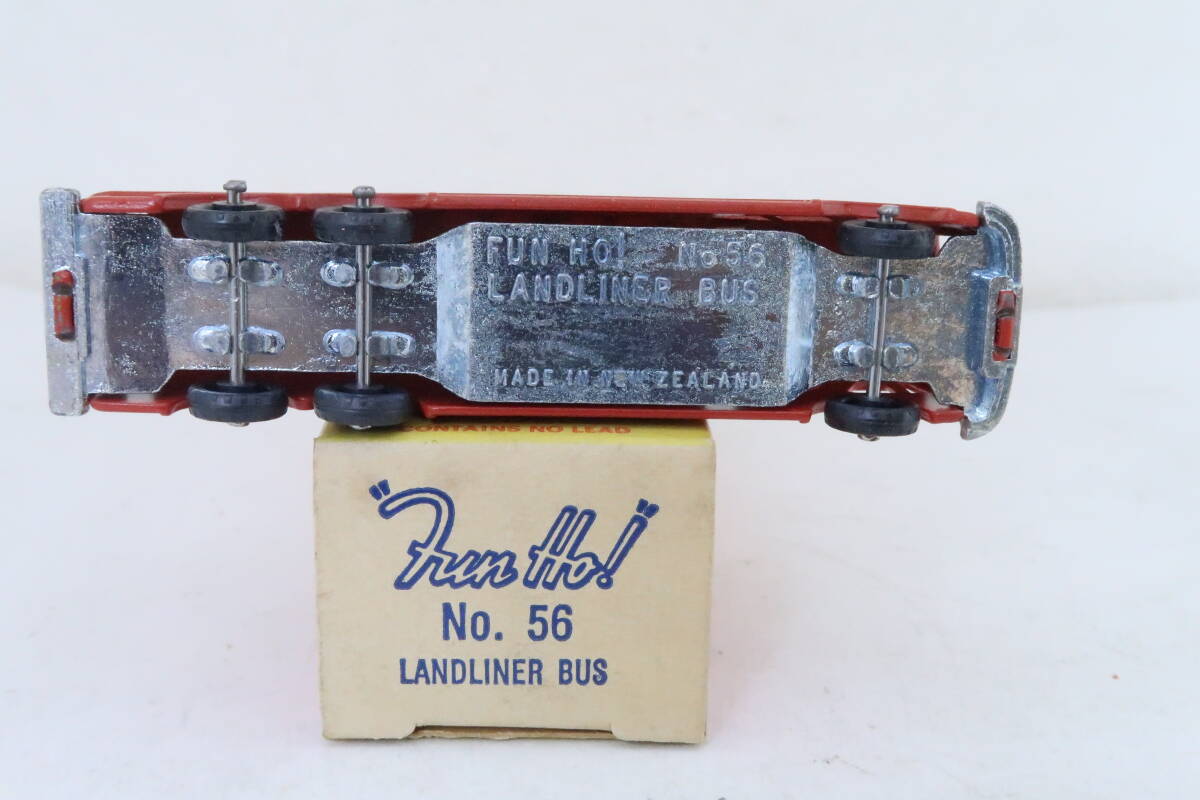 FUN HO! No 56
LANDLINER BUS
MADE IN NEW ZEALAND
CONTAINS NO LEAD
"Fun Ho!"
No. 56
LANDLINER BUS